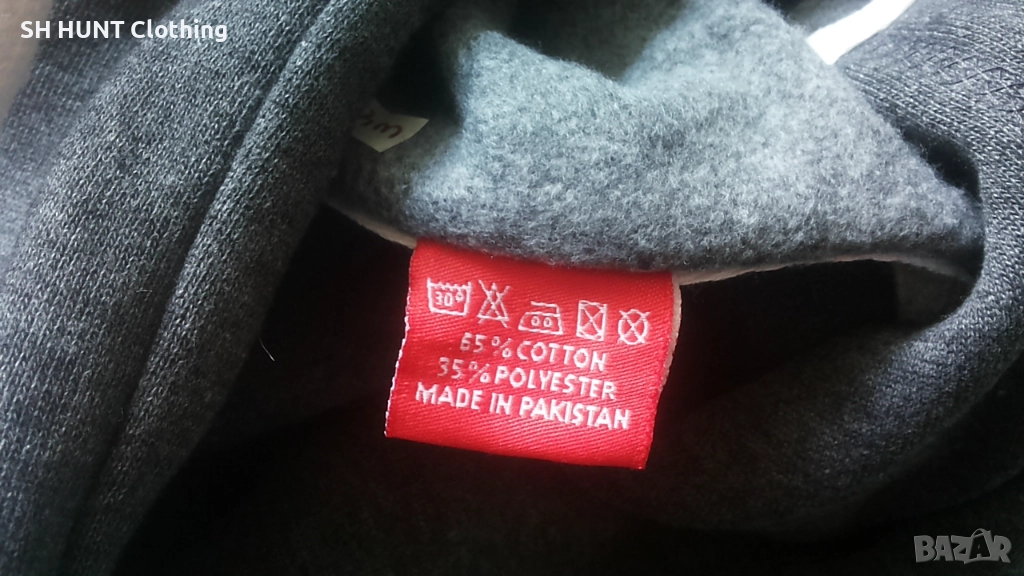 SH HUNT Clothing
30°
65% COTTON
35% POLYESTER
MADE IN PAKISTAN
BAZAR